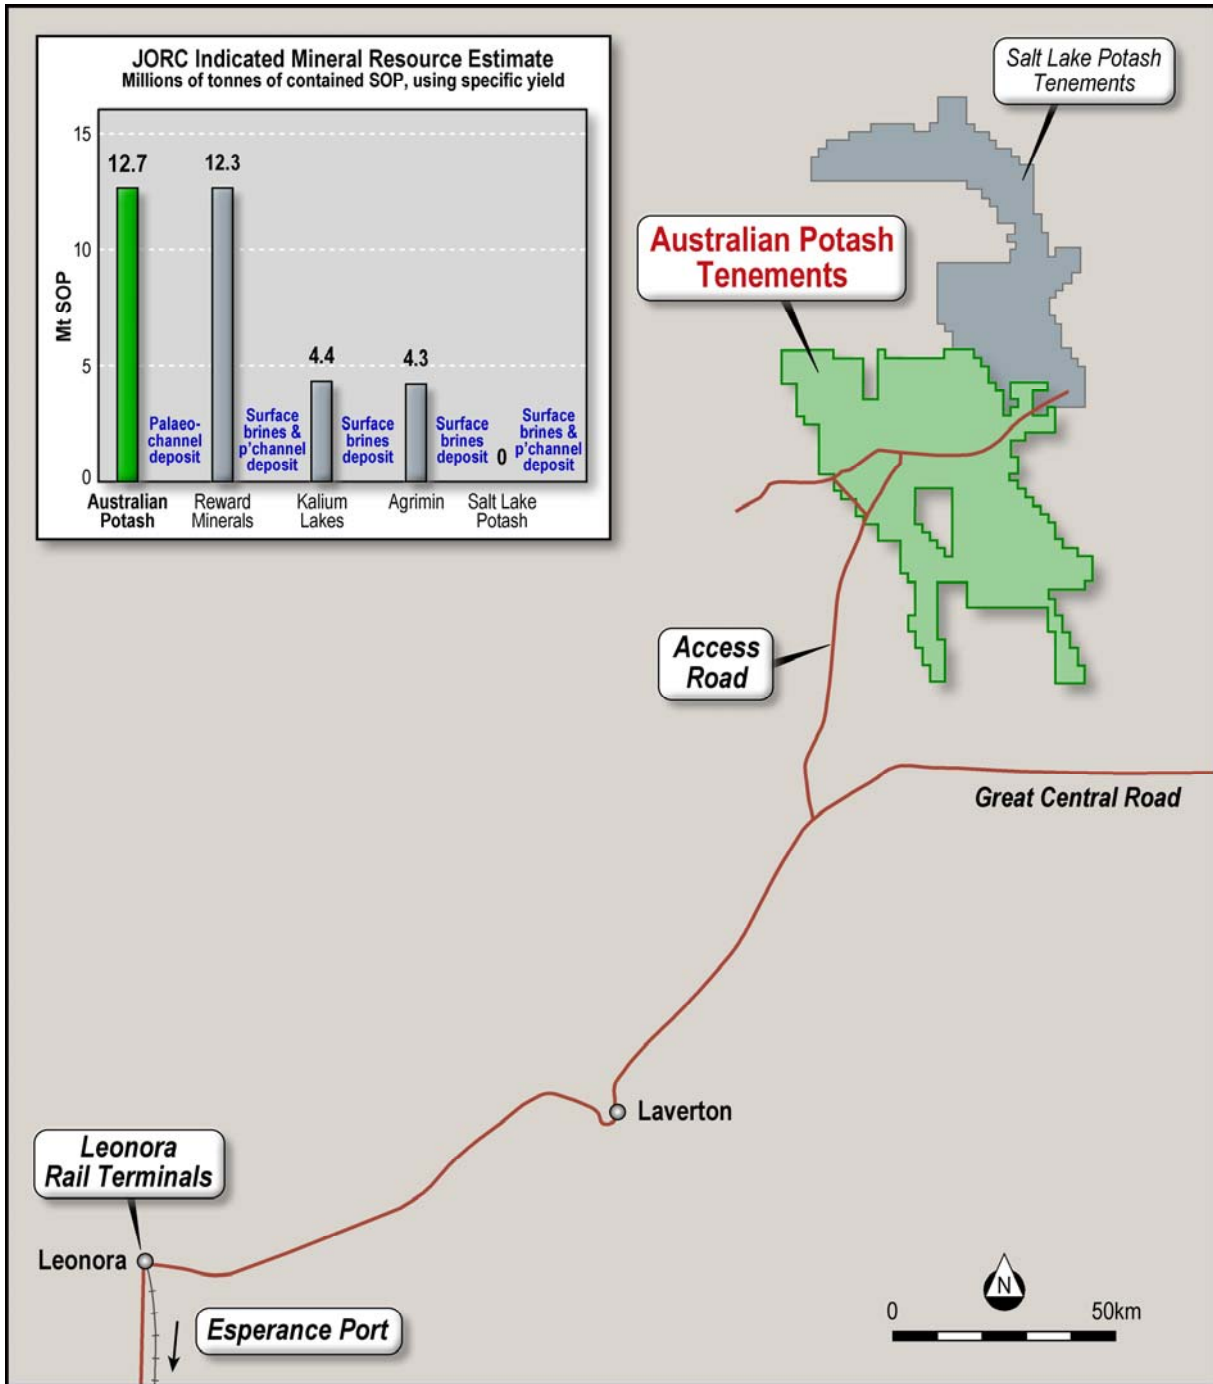 JORC Indicated Mineral Resource Estimate
Millions of tonnes of contained SOP, using specific yield
Mt SOP
15
10
5
0
12.7
12.3
4.4
4.3
0
Palaeo-
channel
deposit
Surface
brines &
p'channel
deposit
Surface
brines
deposit
Surface
brines
deposit
Surface
brines &
p'channel
deposit
Australian
Potash
Reward
Minerals
Kalium
Lakes
Agrimin
Salt Lake
Potash
Salt Lake Potash
Tenements
Australian Potash
Tenements
Access
Road
Great Central Road
Laverton
Leonora
Rail Terminals
Leonora
Esperance Port
N
0
50km